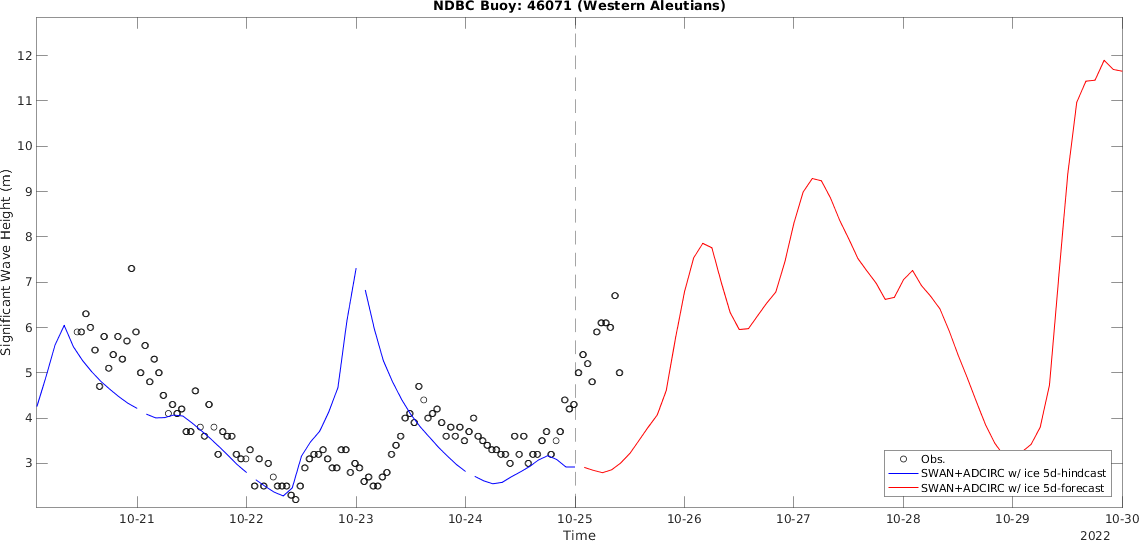 NDBC Buoy: 46071 (Western Aleutians)
Significant Wave Height (m)
12
11
10
9
8
7
6
5
4
3
Obs.
SWAN+ADCIRC w/ ice 5d-hindcast
SWAN+ADCIRC w/ ice 5d-forecast
10-21 10-22 10-23 10-24 10-25 10-26 10-27 10-28 10-29 10-30
Time
2022